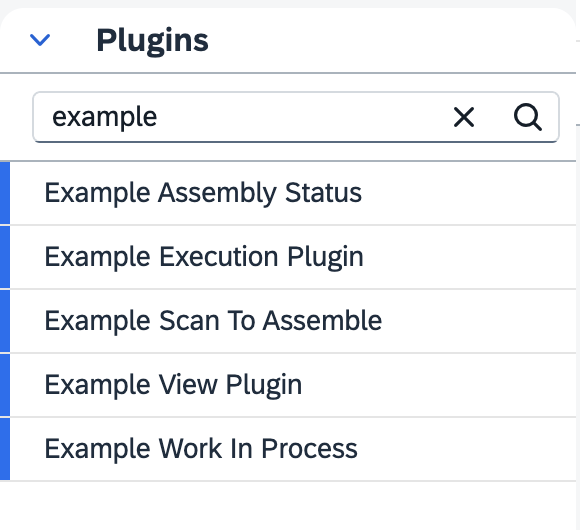 Plugins
example
Example Assembly Status
Example Execution Plugin
Example Scan To Assemble
Example View Plugin
Example Work In Process